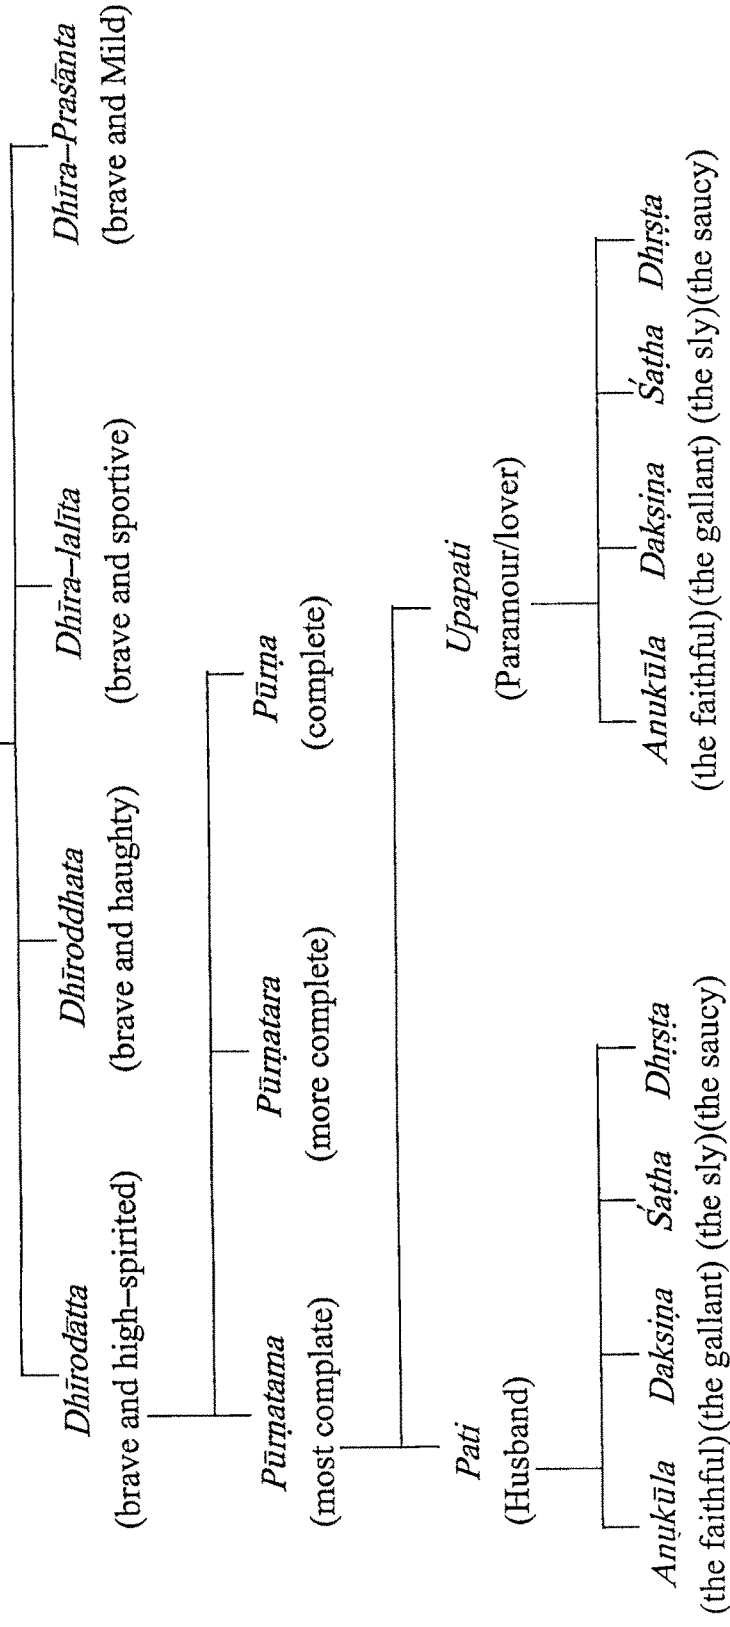 Dhīrodātta Dhīroddhata Dhīra–lalīta Dhīra–Praśānta
(brave and high–spirited) (brave and haughty) (brave and sportive) (brave and Mild)
Pūrṇatama Pūrṇatara Pūrṇa
(most complate) (more complete) (complete)
Pati Upapati
(Husband) (Paramour/lover)
Anukūla Daksiṇa Śaṭha Dhṛṣṭa Anukūla Dakṣiṇa Śaṭha Dhṛṣṭa
(the faithful)(the gallant) (the sly)(the saucy) (the faithful)(the gallant) (the sly)(the saucy)